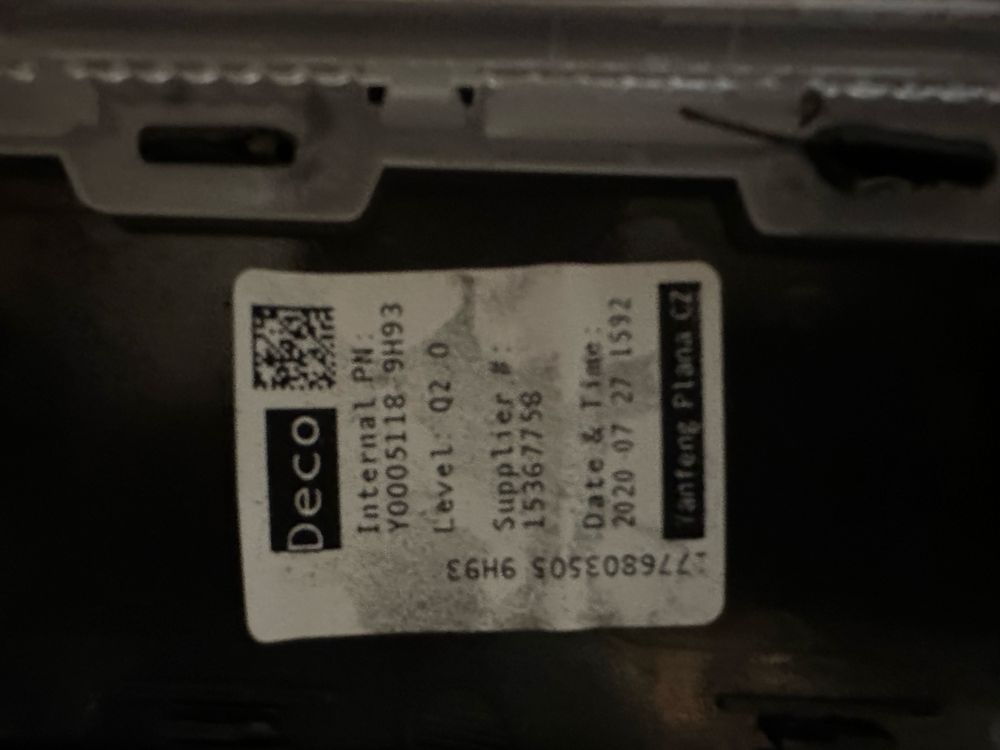 Deco
Internal PN:
Y0005118-9H93
Level: Q2.0
Supplier #:
15367758
Date & Time:
2020 07 27 1592
Yanfeng Plana CZ
776803505 9H93